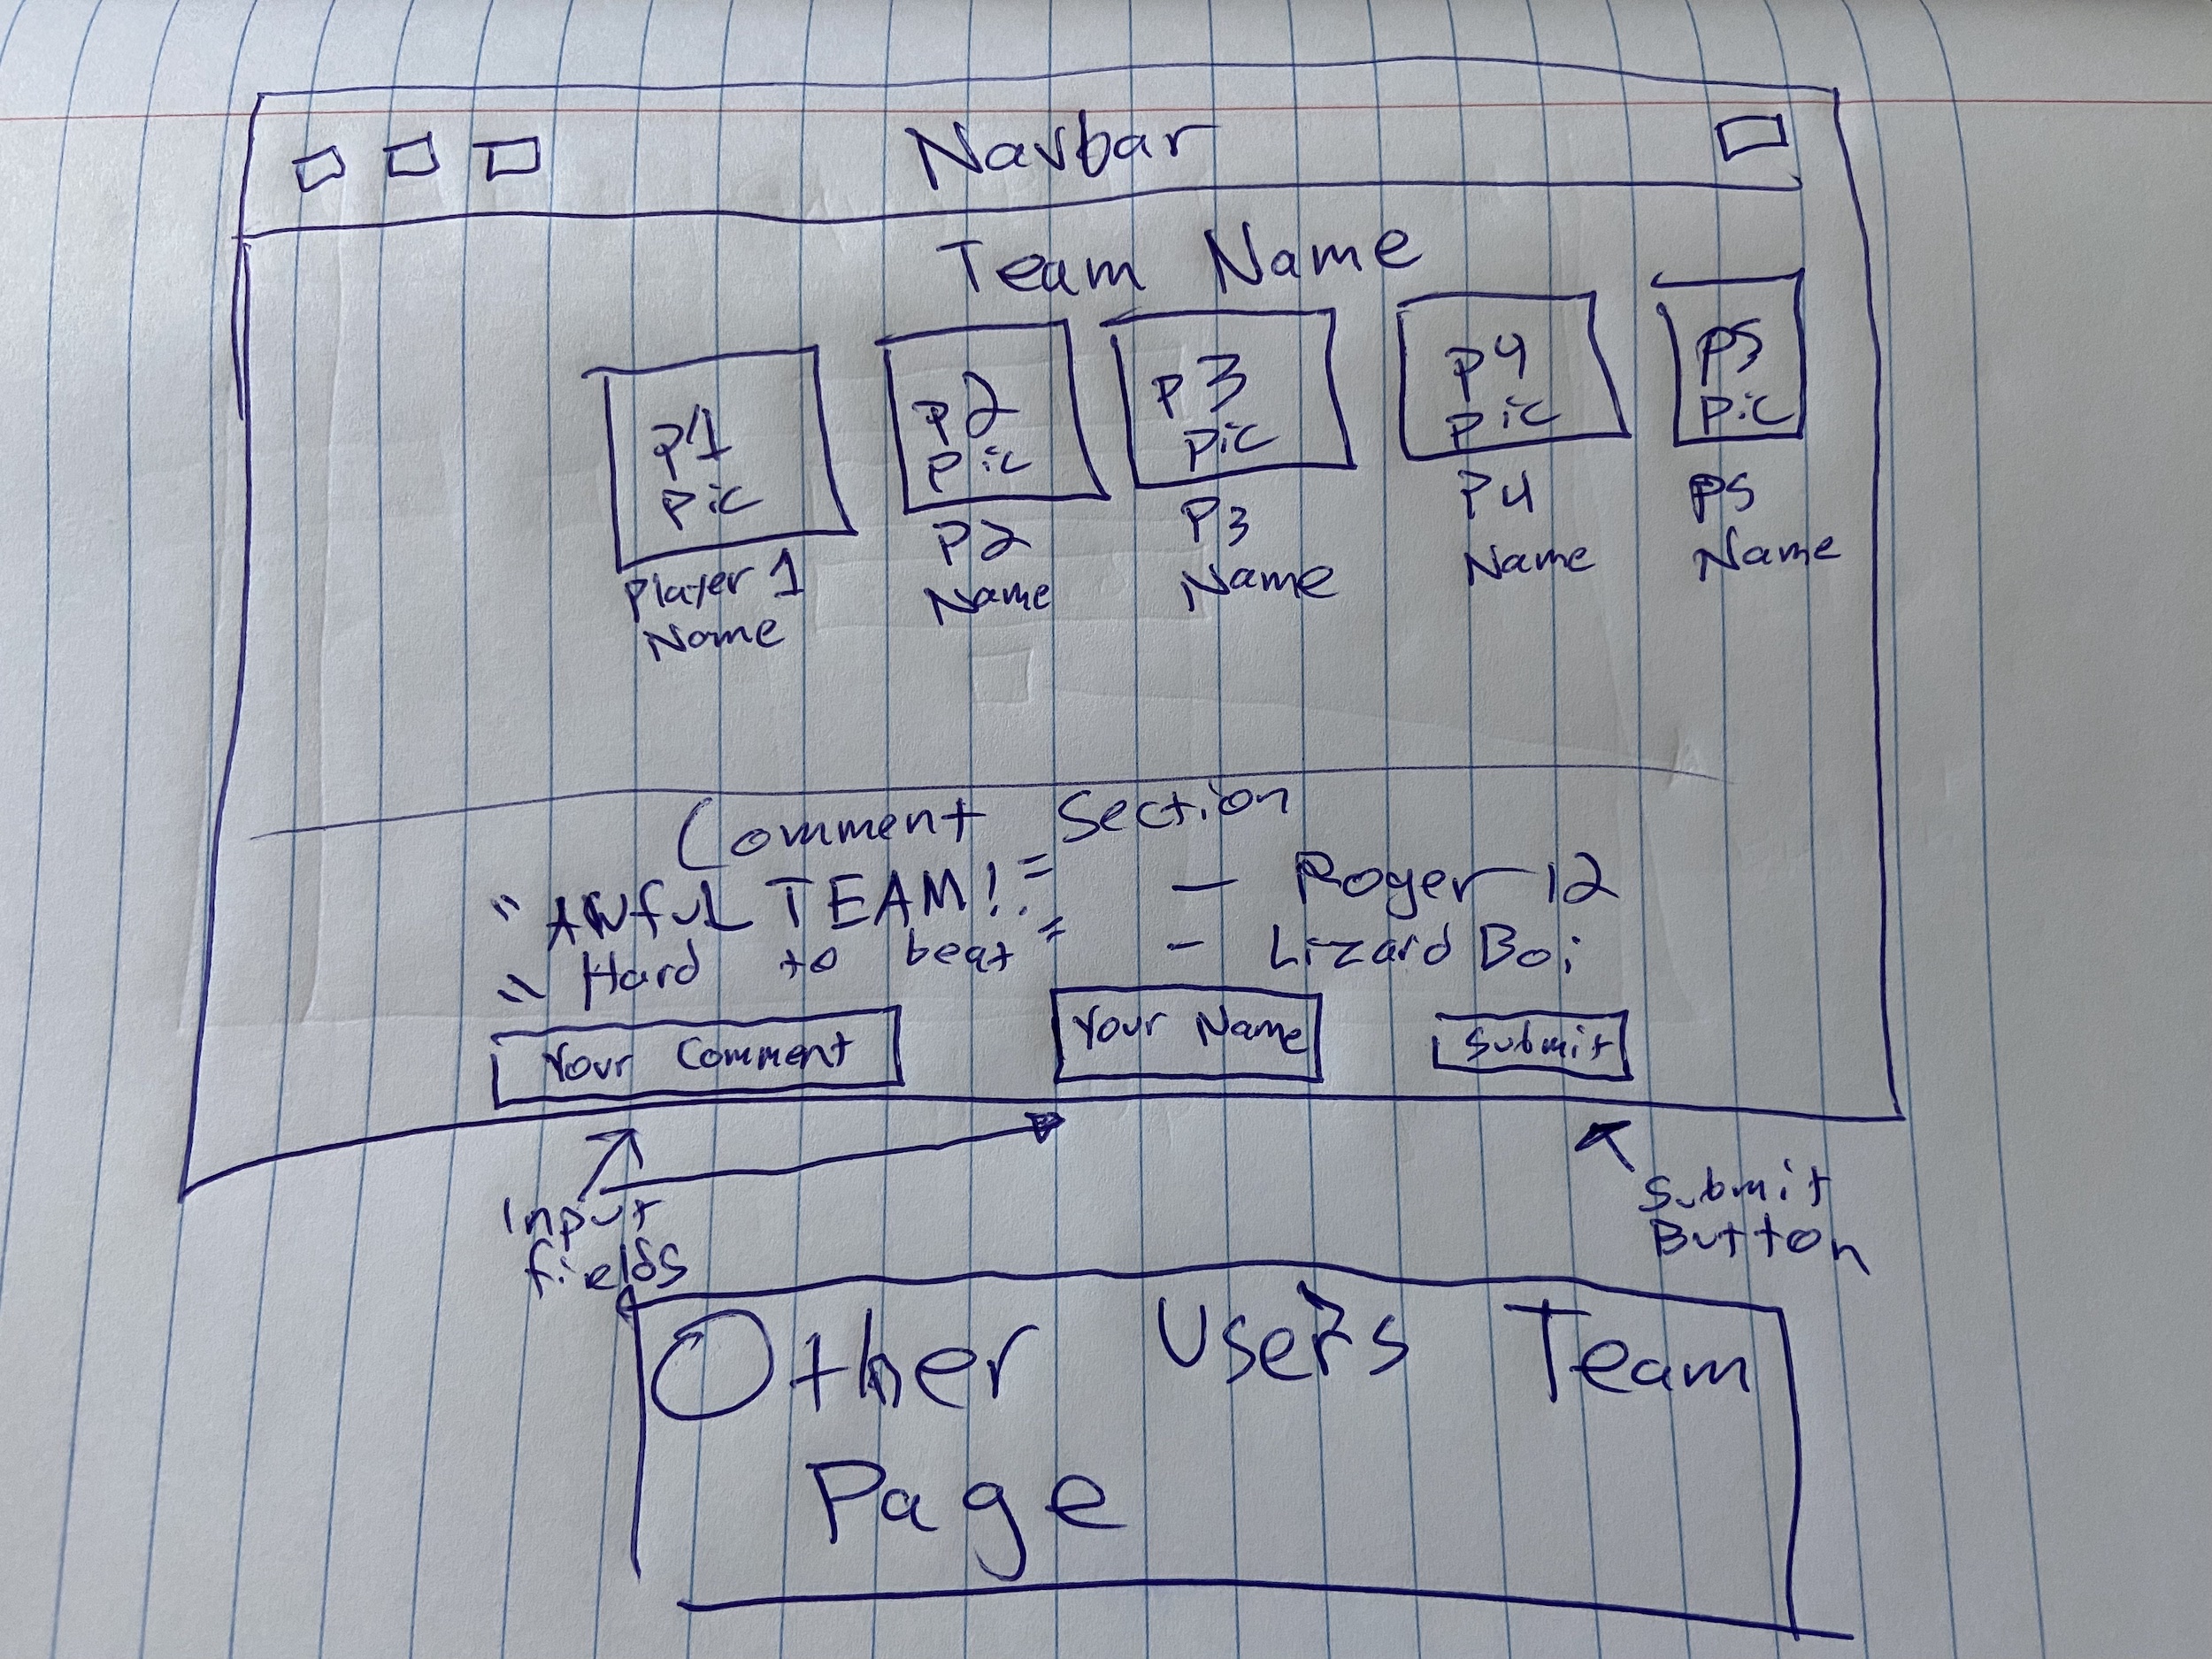 Navbar
Team Name
P1 Pic
P2 Pic
P3 Pic
P4 Pic
P5 Pic
Player 1 Name
P2 Name
P3 Name
P4 Name
P5 Name
Comment Section
"AWfuL TEAM!" - Roger 12
"Hard to beat" - Lizard Boi
Your Comment
Your Name
Submit
Input fields
Submit Button
Other User's Team
Page